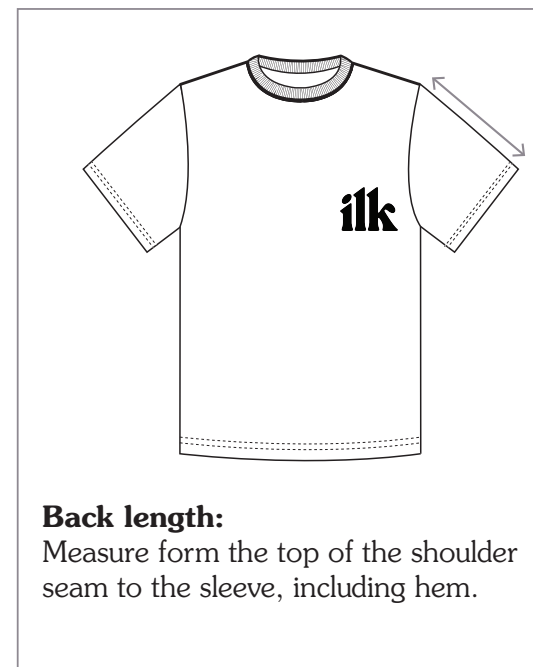 ilk
Back length:
Measure form the top of the shoulder
seam to the sleeve, including hem.